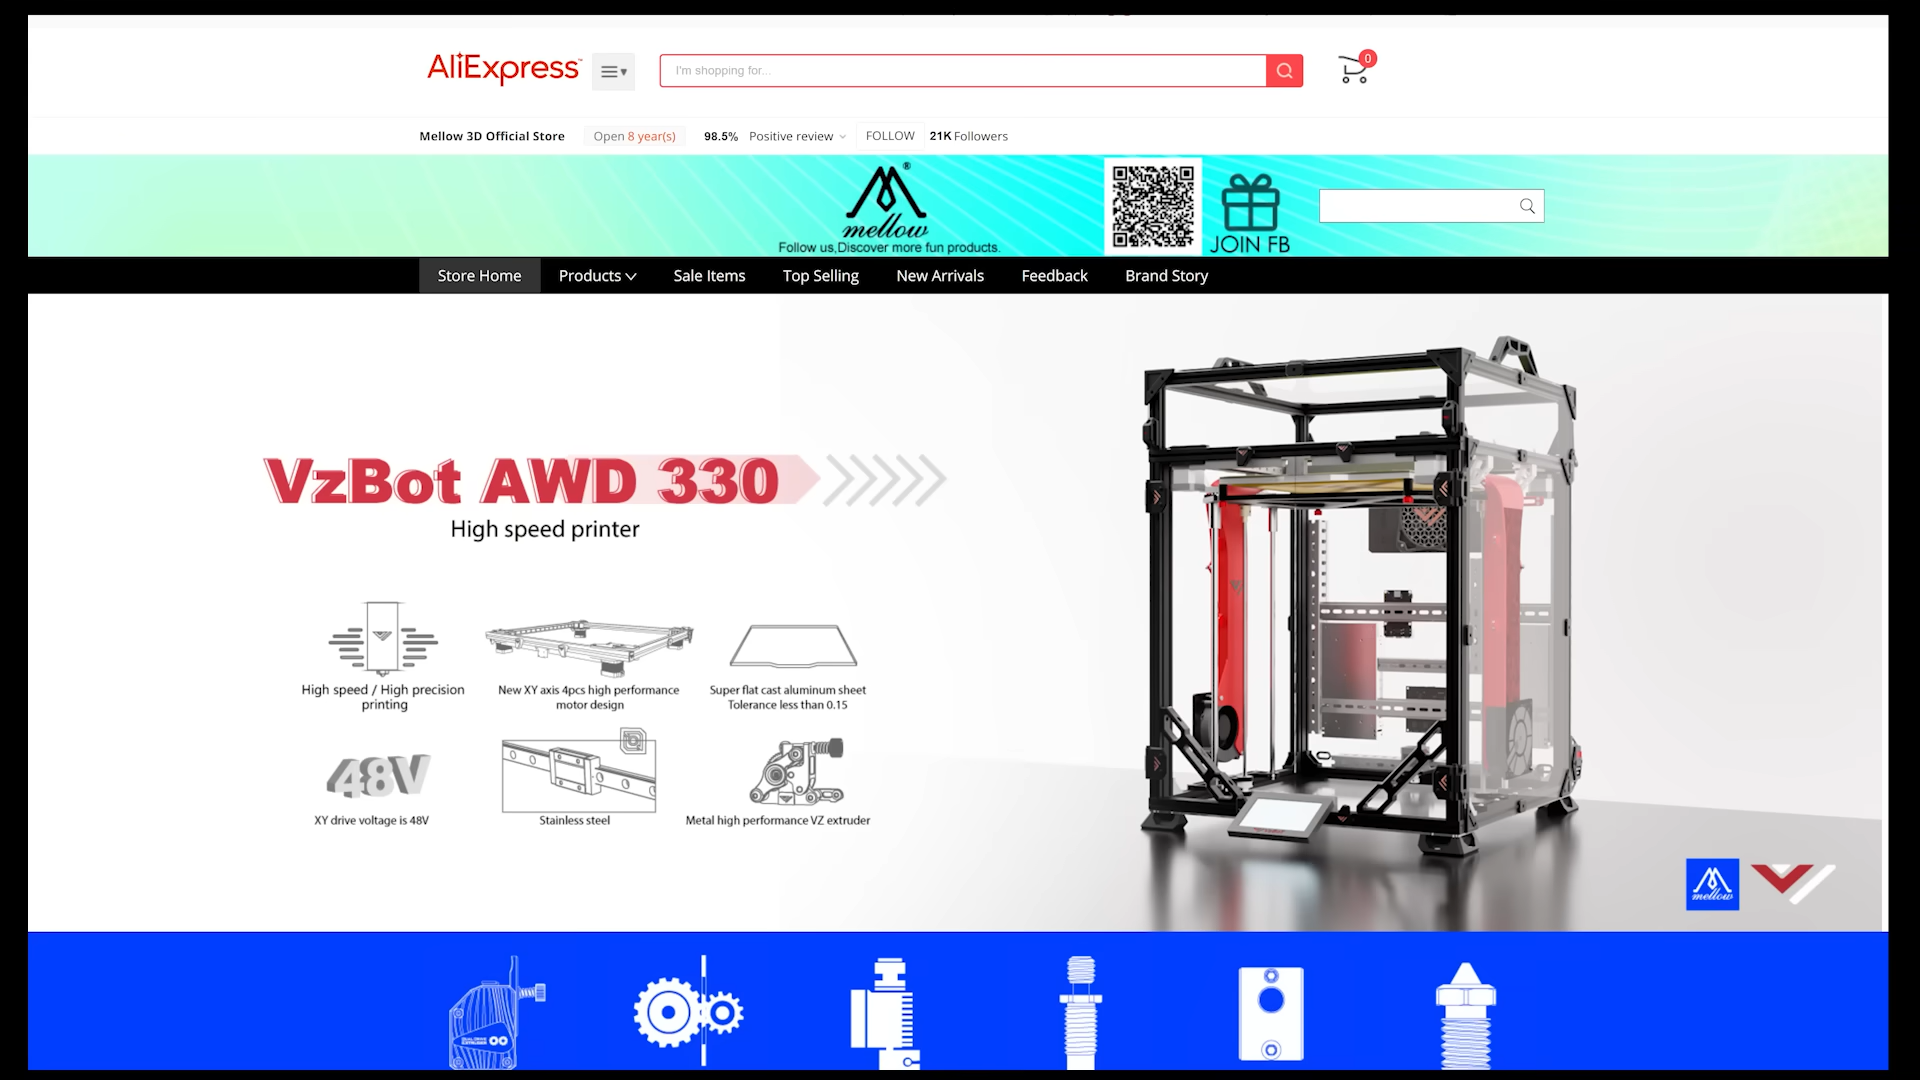 AliExpress™
I'm shopping for...
0
Mellow 3D Official Store
Open 8 year(s)
98.5% Positive review
FOLLOW
21K Followers
®
mellow
Follow us,Discover more fun products.
JOIN FB
Store Home
Products
Sale Items
Top Selling
New Arrivals
Feedback
Brand Story
VzBot AWD 330
High speed printer
High speed / High precision
printing
New XY axis 4pcs high performance
motor design
Super flat cast aluminum sheet
Tolerance less than 0.15
48V
XY drive voltage is 48V
Stainless steel
Metal high performance VZ extruder
mellow